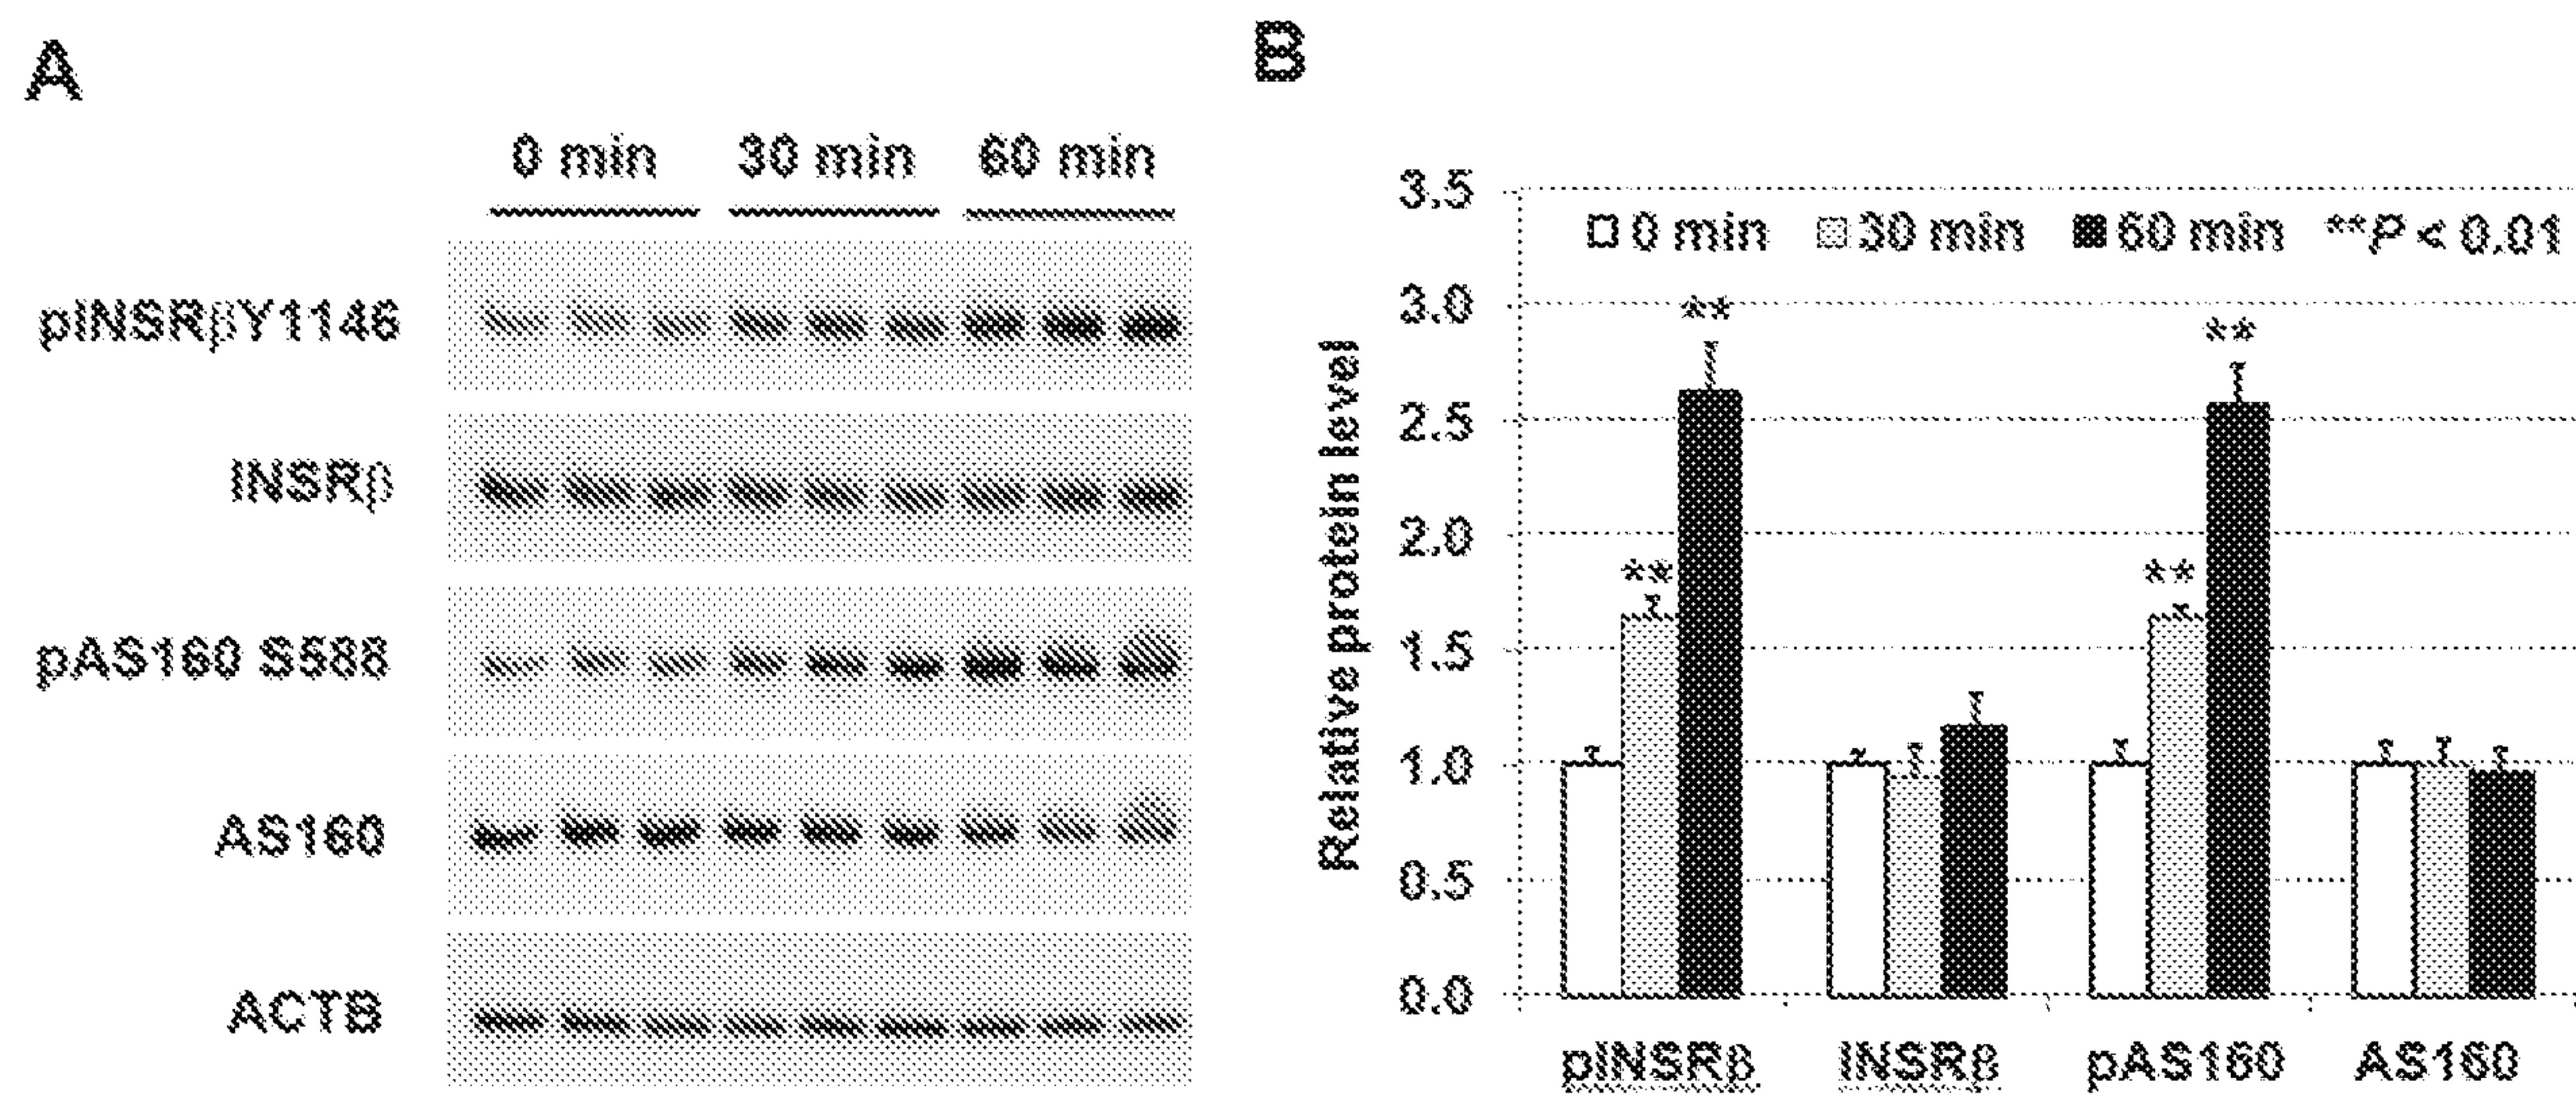 A
0 min 30 min 60 min
pINSRβY1146
INSRβ
pAS160 S588
AS160
ACTB
B
Relative protein level
3.5
3.0
2.5
2.0
1.5
1.0
0.5
0.0
0 min 30 min 60 min **P < 0.01
**
**
**
**
pINSRβ INSRβ pAS160 AS160